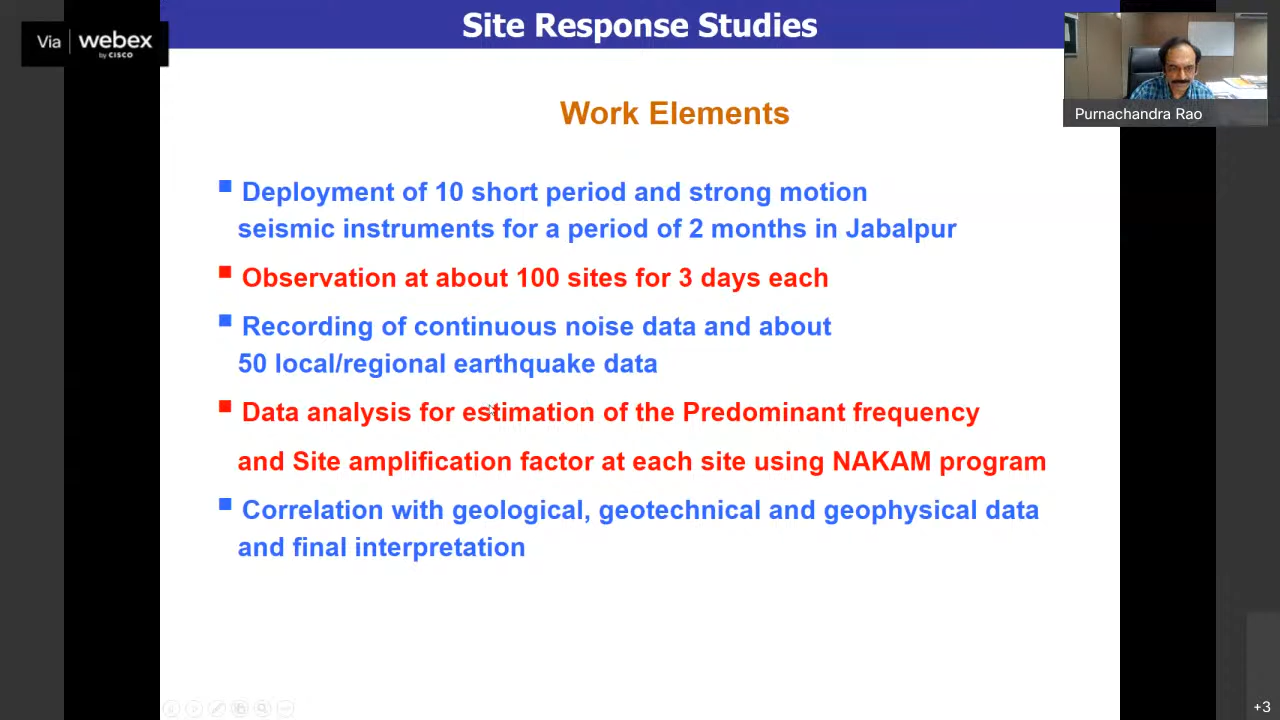 Site Response Studies
Via webex
by CISCO
Purnachandra Rao
Work Elements
Deployment of 10 short period and strong motion
seismic instruments for a period of 2 months in Jabalpur
Observation at about 100 sites for 3 days each
Recording of continuous noise data and about
50 local/regional earthquake data
Data analysis for estimation of the Predominant frequency
and Site amplification factor at each site using NAKAM program
Correlation with geological, geotechnical and geophysical data
and final interpretation
+3